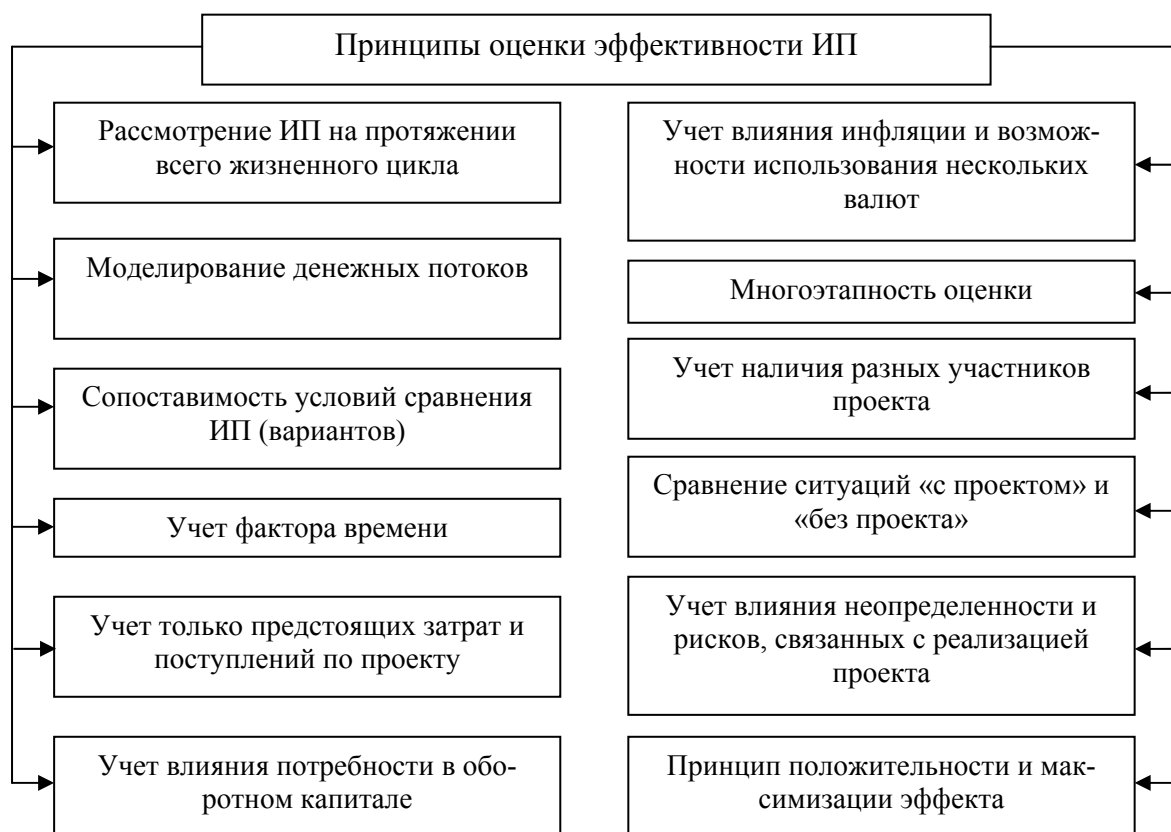 Принципы оценки эффективности ИП
Рассмотрение ИП на протяжении
всего жизненного цикла
Моделирование денежных потоков
Сопоставимость условий сравнения
ИП (вариантов)
Учет фактора времени
Учет только предстоящих затрат и
поступлений по проекту
Учет влияния потребности в обо-
ротном капитале
Учет влияния инфляции и возмож-
ности использования нескольких
валют
Многоэтапность оценки
Учет наличия разных участников
проекта
Сравнение ситуаций «с проектом» и
«без проекта»
Учет влияния неопределенности и
рисков, связанных с реализацией
проекта
Принцип положительности и мак-
симизации эффекта